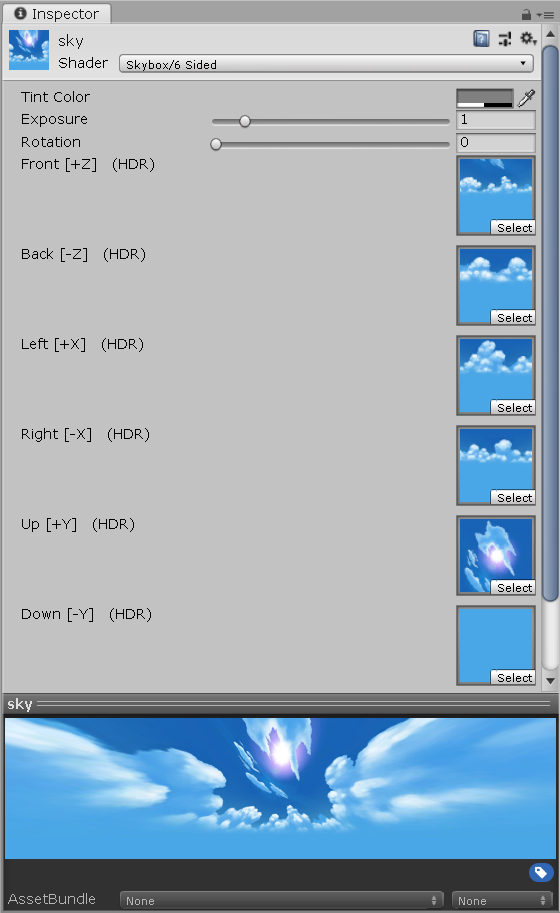 Inspector
sky
Shader
Skybox/6 Sided
Tint Color
Exposure
1
Rotation
0
Front [+Z] (HDR)
Select
Back [-Z] (HDR)
Select
Left [+X] (HDR)
Select
Right [-X] (HDR)
Select
Up [+Y] (HDR)
Select
Down [-Y] (HDR)
Select
sky
AssetBundle
None
None